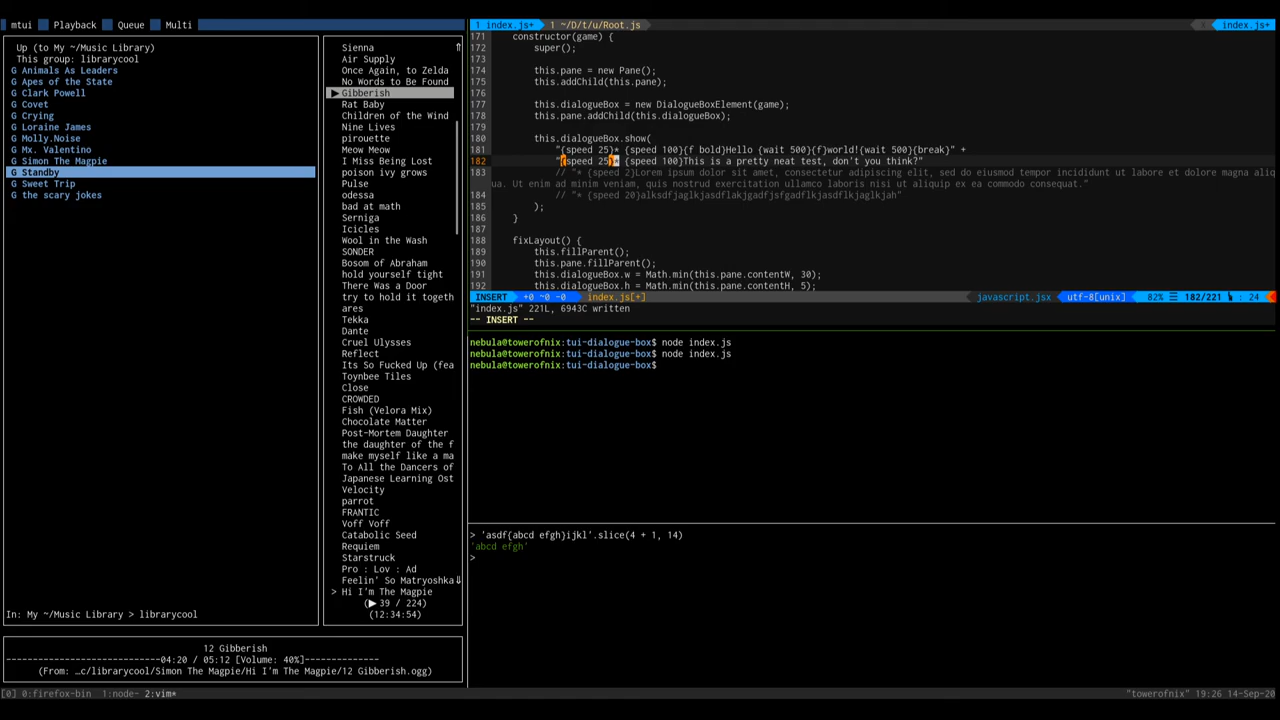 mtui Playback Queue Multi
Up (to My ~/Music Library)
This group: librarycool
G Animals As Leaders
G Apes of the State
G Clark Powell
G Covet
G Crying
G Loraine James
G Molly.Noise
G Mx. Valentino
G Simon The Magpie
G Standby
G Sweet Trip
G the scary jokes
In: My ~/Music Library > librarycool
Sienna
Air Supply
Once Again, to Zelda
No Words to Be Found
▶ Gibberish
Rat Baby
Children of the Wind
Nine Lives
pirouette
Meow Meow
I Miss Being Lost
poison ivy grows
Pulse
odessa
bad at math
Serniga
Icicles
Wool in the Wash
SONDER
Bosom of Abraham
hold yourself tight
There Was a Door
try to hold it togeth
ares
Tekka
Dante
Cruel Ulysses
Reflect
Its So Fucked Up (fea
Toynbee Tiles
Close
CROWDED
Fish (Velora Mix)
Chocolate Matter
Post-Mortem Daughter
the daughter of the f
make myself like a ma
To All the Dancers of
Japanese Learning Ost
Velocity
parrot
FRANTIC
Voff Voff
Catabolic Seed
Requiem
Starstruck
Pro : Lov : Ad
Feelin' So Matryoshka
> Hi I'm The Magpie
(▶ 39 / 224)
(12:34:54)
12 Gibberish
-----------------------------04:20 / 05:12 [Volume: 40%]--------------
(From: …c/librarycool/Simon The Magpie/Hi I'm The Magpie/12 Gibberish.ogg)
1 index.js+ 1 ~/D/t/u/Root.js index.js+
171 constructor(game) {
172 super();
173
174 this.pane = new Pane();
175 this.addChild(this.pane);
176
177 this.dialogueBox = new DialogueBoxElement(game);
178 this.pane.addChild(this.dialogueBox);
179
180 this.dialogueBox.show(
181 "{speed 25}* {speed 100}{f bold}Hello {wait 500}{f}world!{wait 500}{break}" +
182 "{speed 25}* {speed 100}This is a pretty neat test, don't you think?"
183 // "* {speed 2}Lorem ipsum dolor sit amet, consectetur adipiscing elit, sed do eiusmod tempor incididunt ut labore et dolore magna aliq
ua. Ut enim ad minim veniam, quis nostrud exercitation ullamco laboris nisi ut aliquip ex ea commodo consequat."
184 // "* {speed 20}alksdfjaglkjasdflakjgadfjsfgadflkjasdflkjaglkjah"
185 );
186 }
187
188 fixLayout() {
189 this.fillParent();
190 this.pane.fillParent();
191 this.dialogueBox.w = Math.min(this.pane.contentW, 30);
192 this.dialogueBox.h = Math.min(this.pane.contentH, 5);
INSERT +0 ~0 -0 index.js[+] javascript.jsx utf-8[unix] 82% ☰ 182/221 : 24
"index.js" 221L, 6943C written
-- INSERT --
nebula@towerofnix:tui-dialogue-box$ node index.js
nebula@towerofnix:tui-dialogue-box$ node index.js
nebula@towerofnix:tui-dialogue-box$
> 'asdf{abcd efgh}ijkl'.slice(4 + 1, 14)
'abcd efgh'
>
[0] 0:firefox-bin 1:node- 2:vim* "towerofnix" 19:26 14-Sep-20